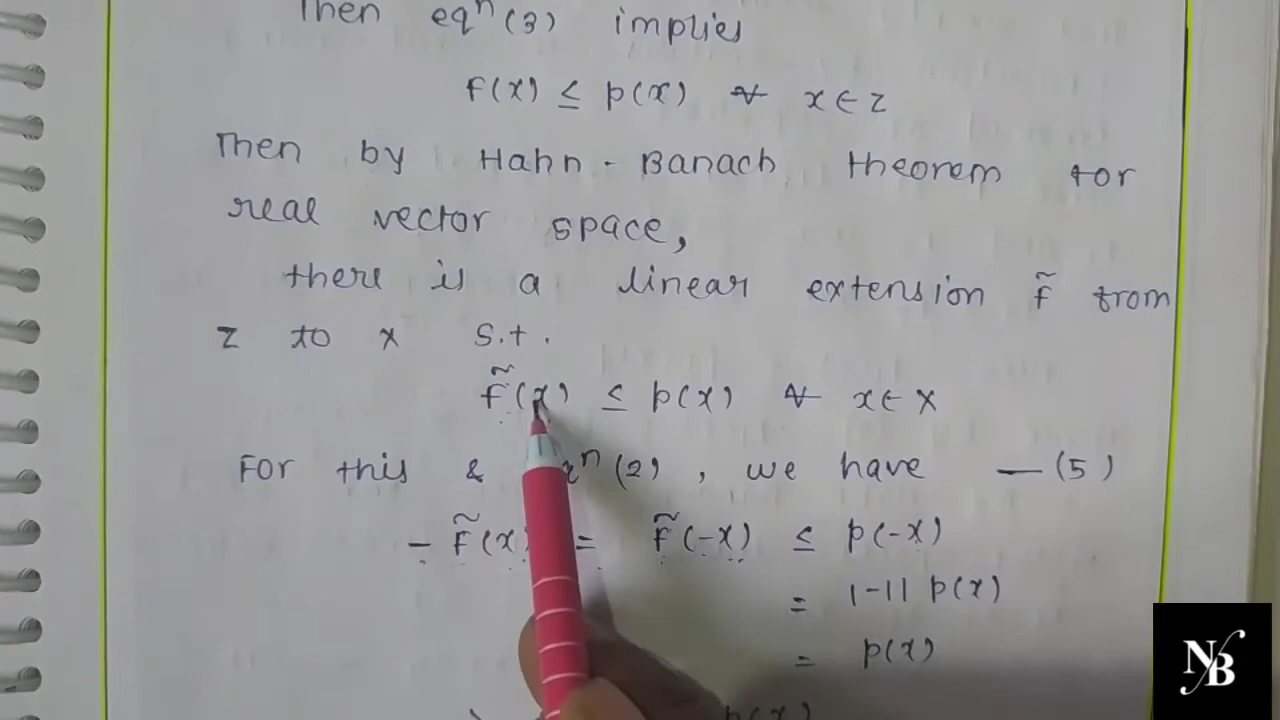 Then eqⁿ (3) implies
f(x) ≤ p(x) ∀ x ∈ Z
Then by Hahn - Banach theorem for
real vector space,
there is a linear extension f̃ from
Z to X s.t.
f̃(x) ≤ p(x) ∀ x ∈ X
For this & (2), we have — (5)
- f̃(x) = f̃(-x) ≤ p(-x)
= |-1| p(x)
= p(x)
p(x)
NB